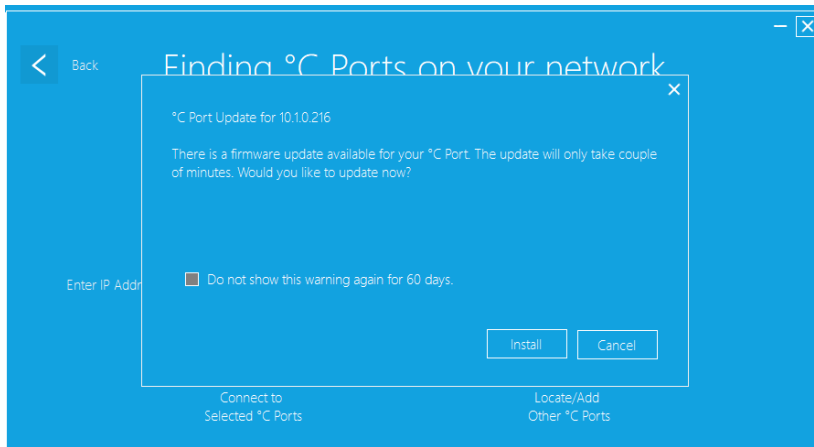 Back
Finding °C Ports on your network
°C Port Update for 10.1.0.216
There is a firmware update available for your °C Port. The update will only take couple
of minutes. Would you like to update now?
Do not show this warning again for 60 days.
Enter IP Addr
Install Cancel
Connect to
Selected °C Ports
Locate/Add
Other °C Ports